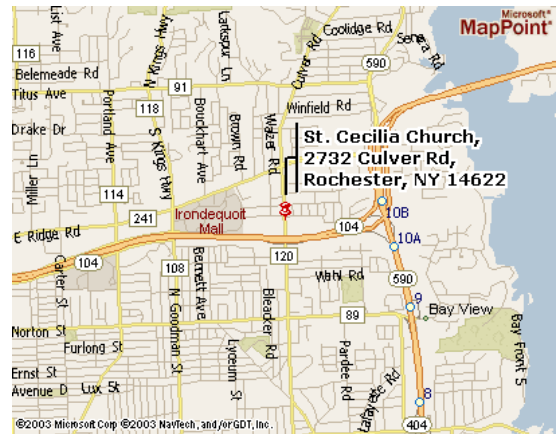 Microsoft®
MapPoint®
List Ave
116
Belemeade Rd
Titus Ave
Drake Dr
Miller Ln
Portland Ave
N Kings Hwy
118
S Kings Hwy
91
Larkspur Ln
Bouckhart Ave
Brown Rd
Walzer Rd
Culver Rd
Coolidge Rd
Seneca Rd
590
Winfield Rd
St. Cecilia Church,
2732 Culver Rd,
Rochester, NY 14622
114
241
E Ridge Rd
Irondequoit
Mall
104
10B
10A
104
Carter St
108
Bennett Ave
N Goodman St
120
Wahl Rd
590
9
Bay View
Bleacker Rd
89
Norton St
Furlong St
Lyceum St
Pardee Rd
Bay Front S
Ernst St
Avenue D
Lux St
Lafayette Rd
8
404
©2003 Microsoft Corp ©2003 NavTech, and/or GDT, Inc.